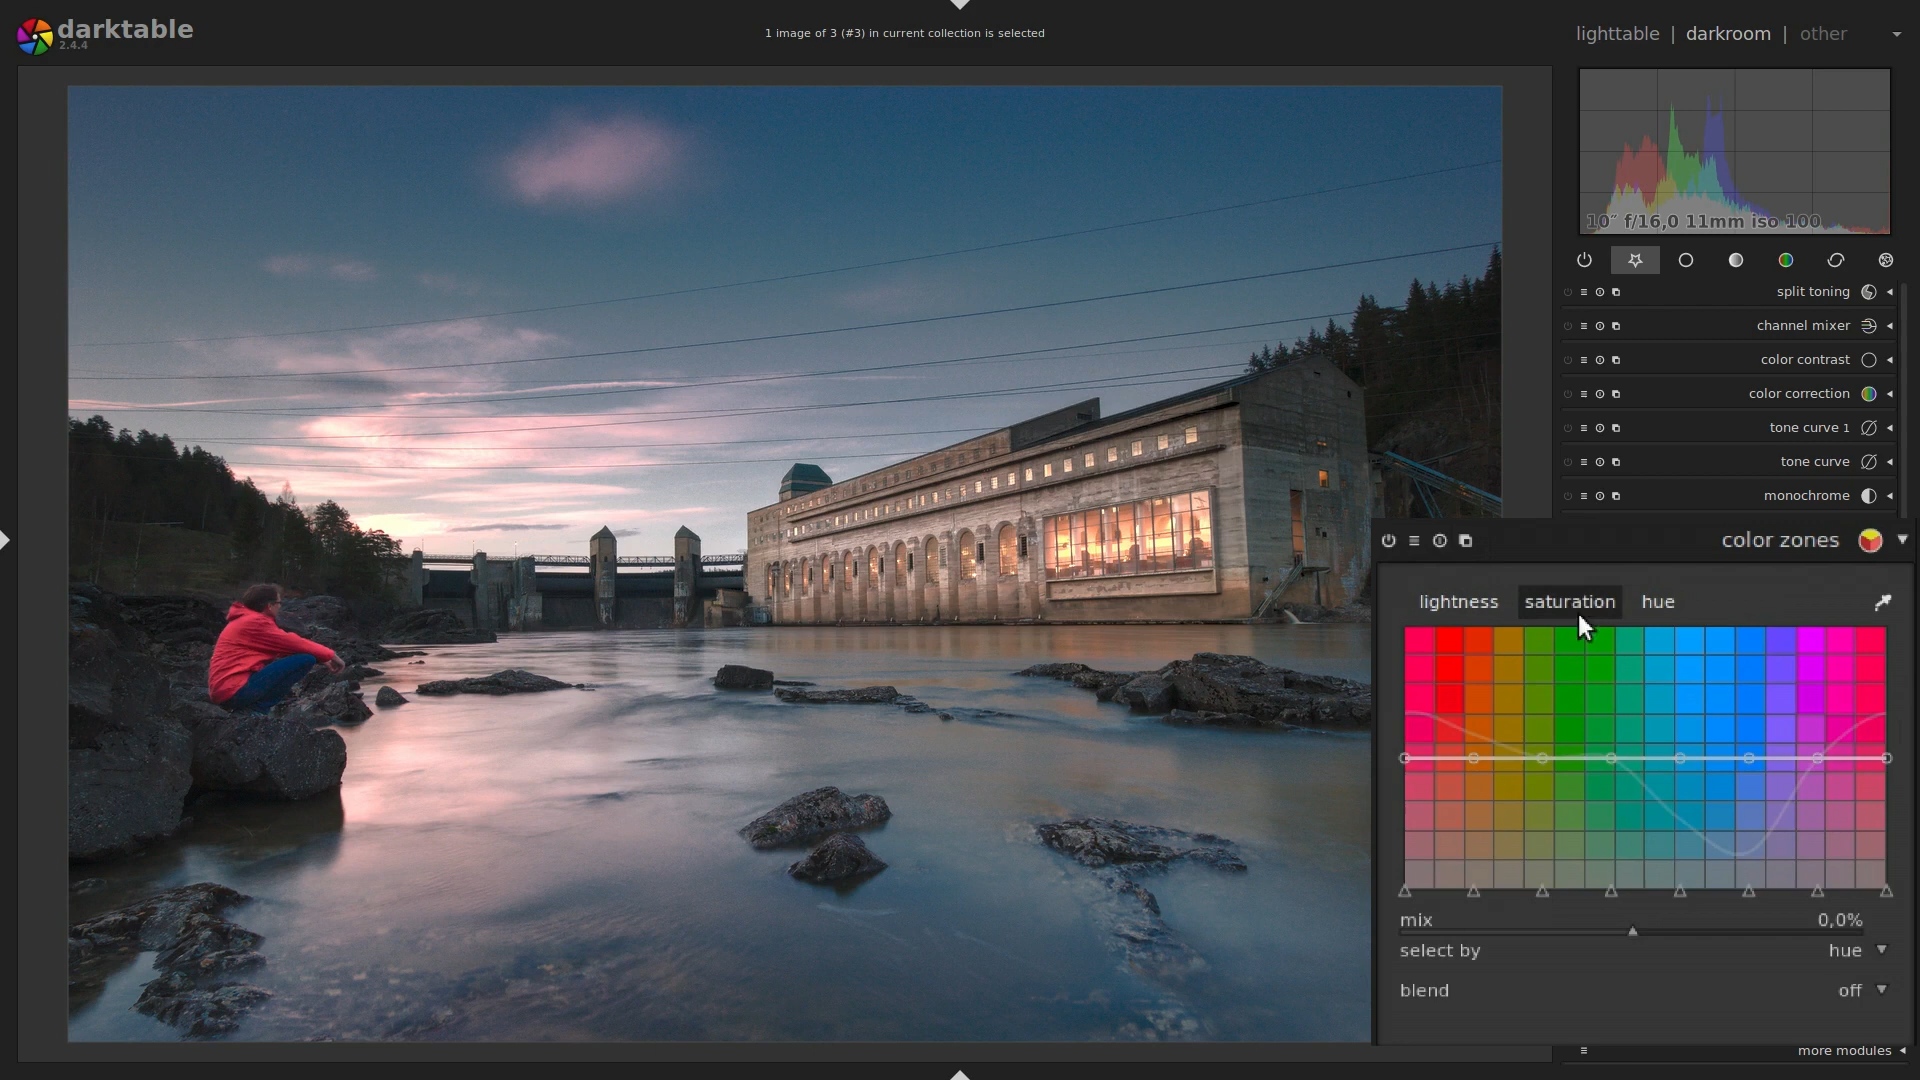 darktable
2.4.4
1 image of 3 (#3) in current collection is selected
lighttable | darkroom | other
10″ f/16,0 11mm iso 100
split toning
channel mixer
color contrast
color correction
tone curve 1
tone curve
monochrome
color zones
lightness saturation hue
mix 0,0%
select by hue
blend off
more modules